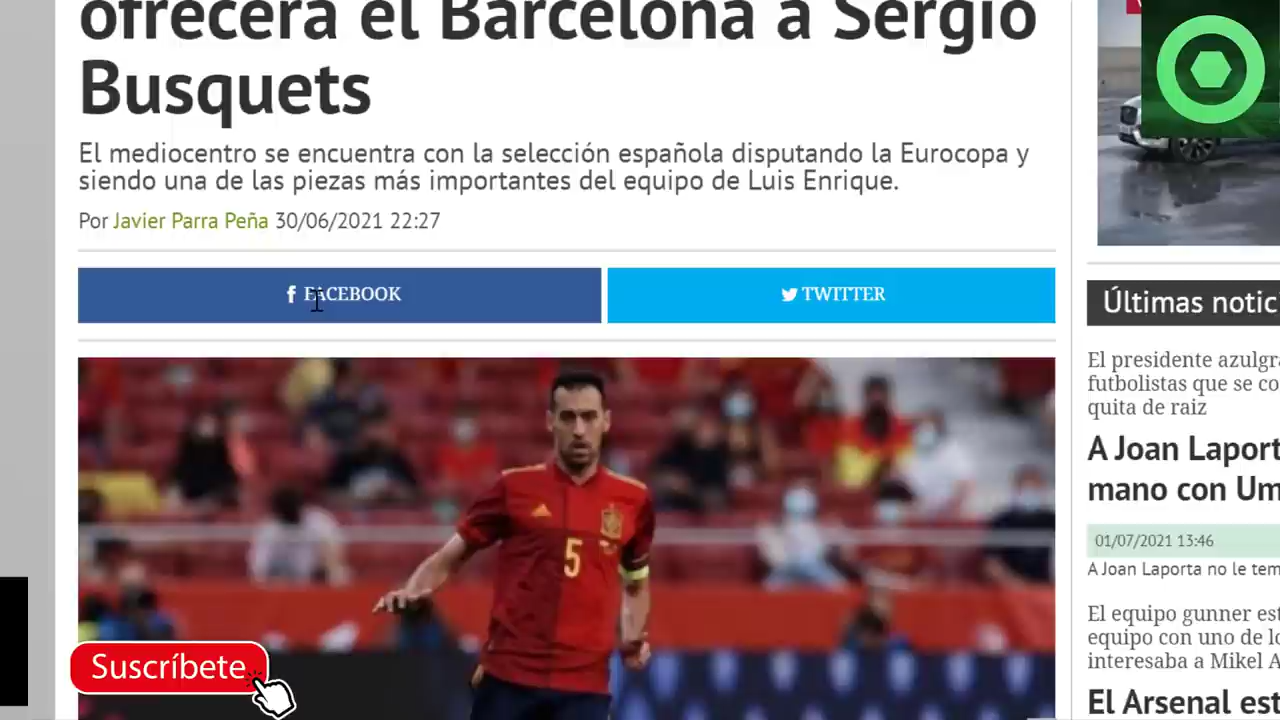 ofrecerá el Barcelona a Sergio
Busquets
El mediocentro se encuentra con la selección española disputando la Eurocopa y
siendo una de las piezas más importantes del equipo de Luis Enrique.
Por Javier Parra Peña 30/06/2021 22:27
FACEBOOK
TWITTER
5
Suscríbete
Últimas notic
El presidente azulgra
futbolistas que se co
quita de raiz
A Joan Laport
mano con Um
01/07/2021 13:46
A Joan Laporta no le tem
El equipo gunner est
equipo con uno de lo
interesaba a Mikel A
El Arsenal est